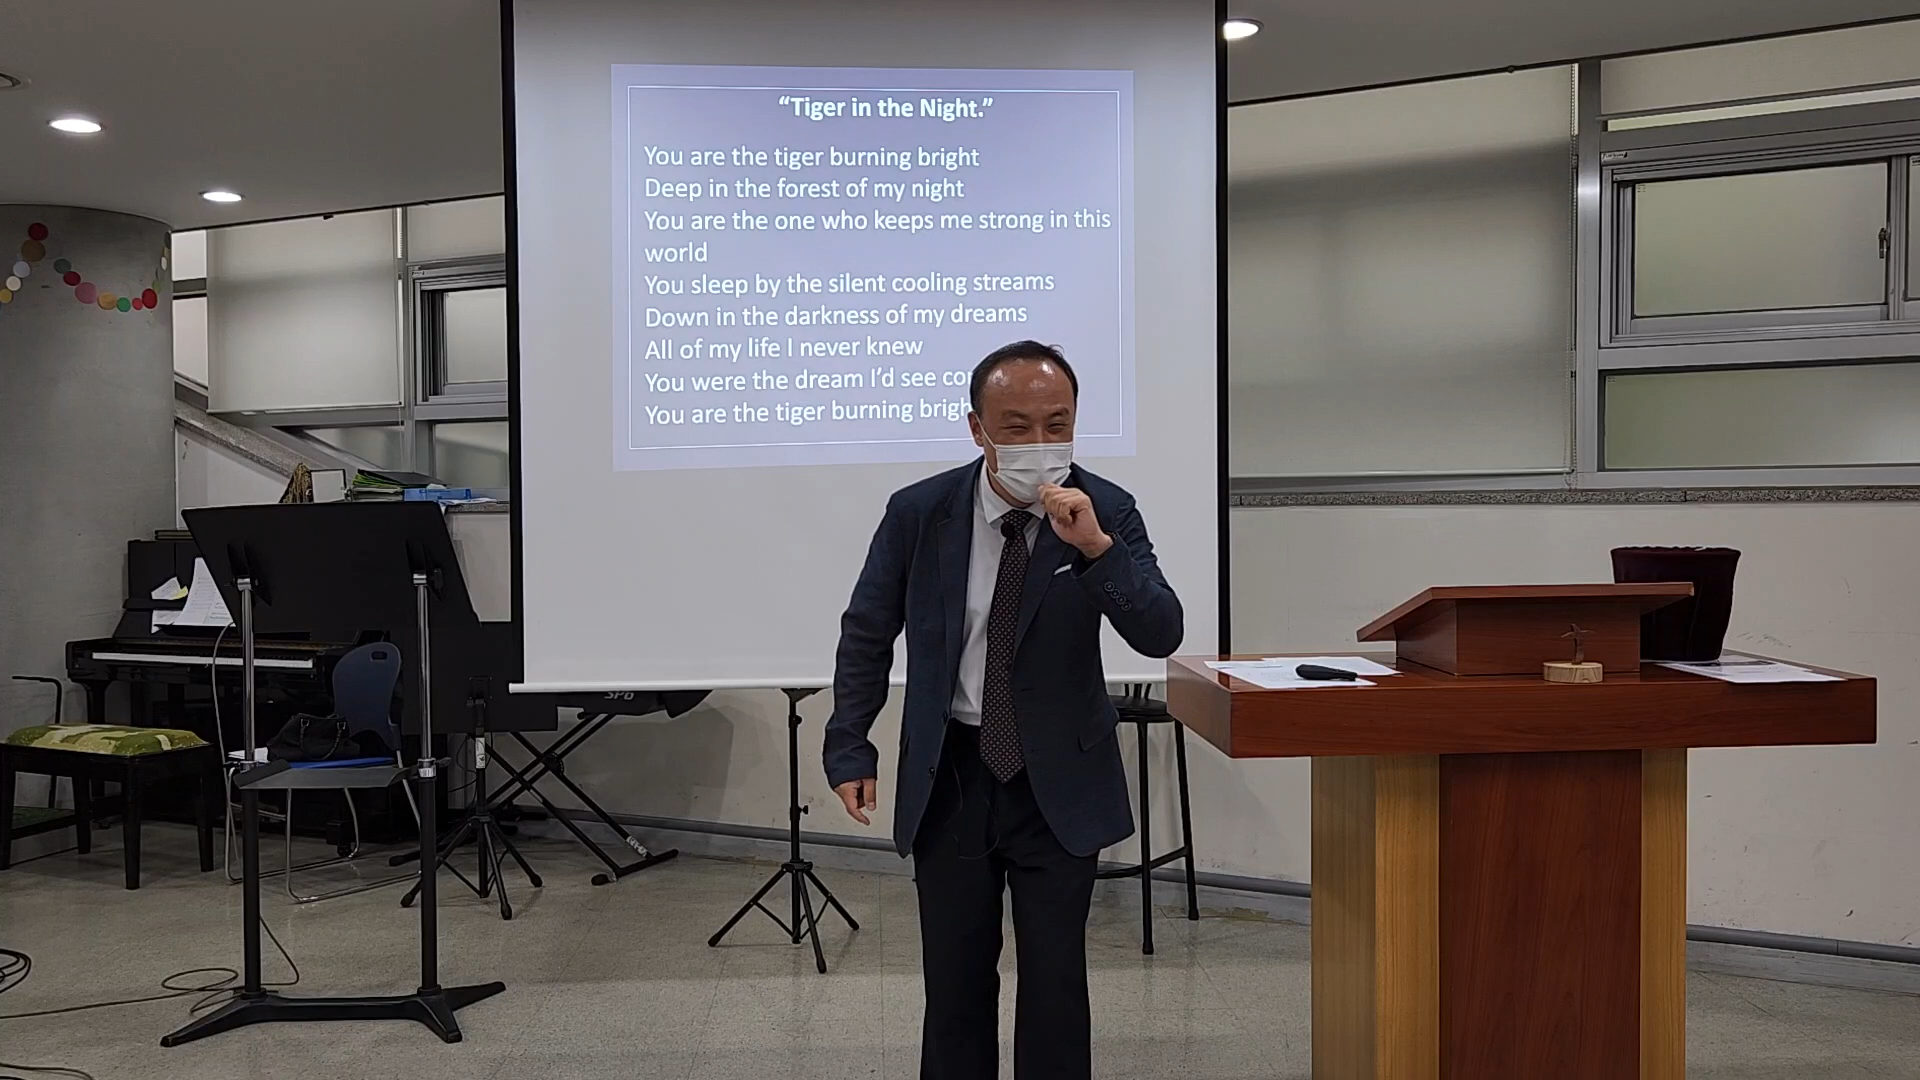 “Tiger in the Night.”
You are the tiger burning bright
Deep in the forest of my night
You are the one who keeps me strong in this
world
You sleep by the silent cooling streams
Down in the darkness of my dreams
All of my life I never knew
You were the dream I’d see
You are the tiger burning